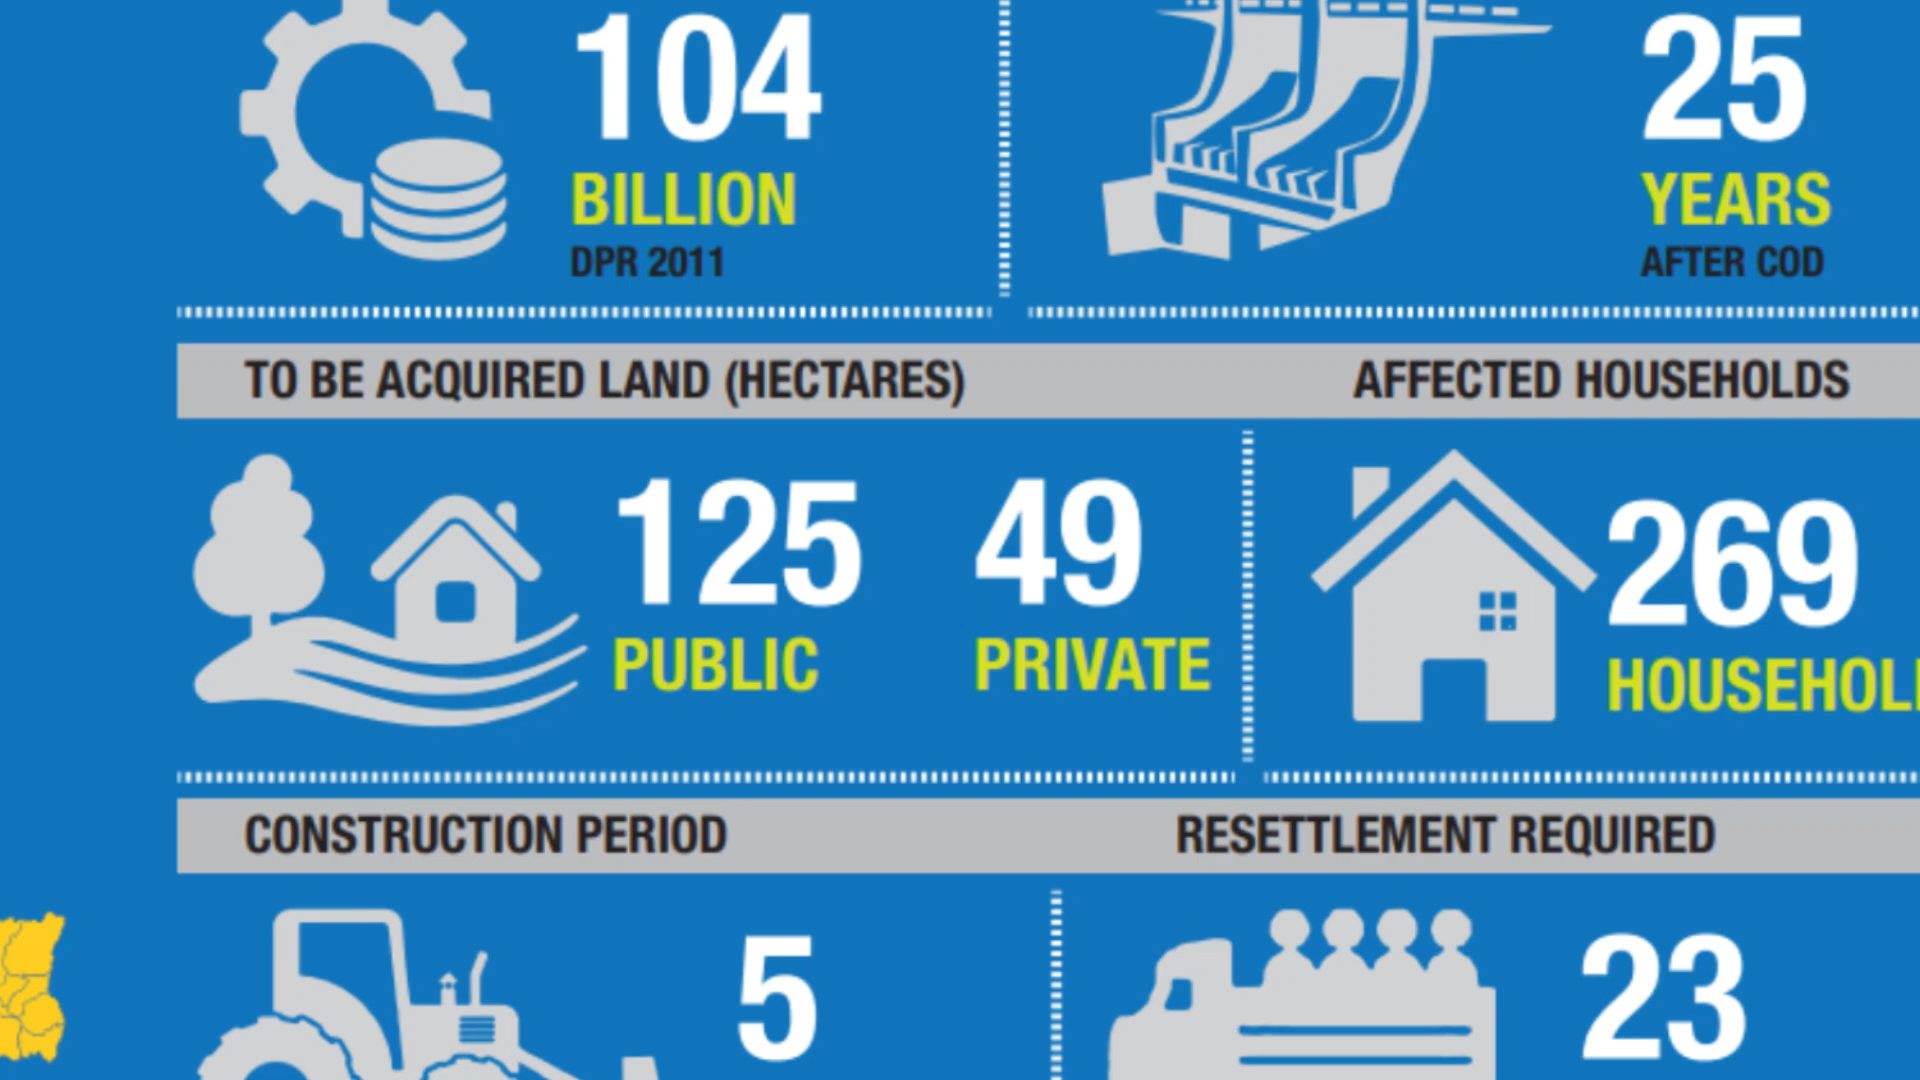 104
BILLION
DPR 2011
25
YEARS
AFTER COD
TO BE ACQUIRED LAND (HECTARES)
AFFECTED HOUSEHOLDS
125
PUBLIC
49
PRIVATE
269
CONSTRUCTION PERIOD
RESETTLEMENT REQUIRED
5
23